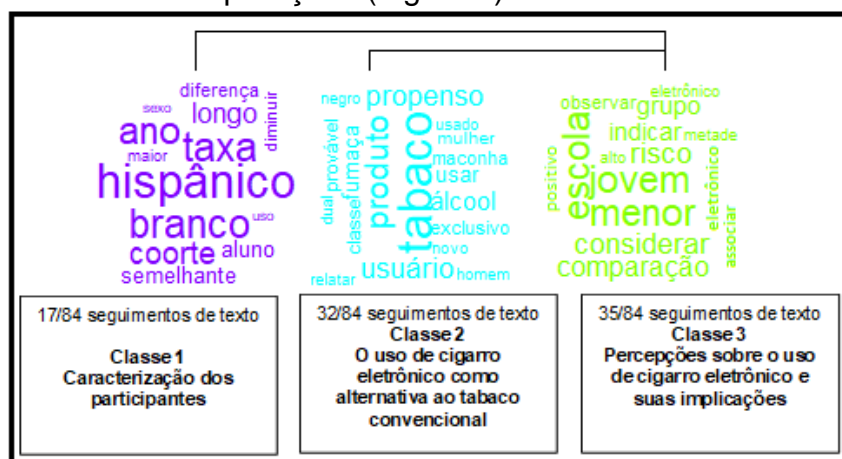 diferença
sexo
longo
diminuir
ano
taxa
maior
hispânico
branco
uso
coorte
aluno
semelhante
negro
propenso
dual
provável
classe
fumaça
produto
tabaco
usado
mulher
maconha
usar
álcool
exclusivo
novo
usuário
relatar
homem
eletrônico
observar
grupo
positivo
escola
indicar
metade
alto
risco
jovem
menor
eletrônico
associar
considerar
comparação
17/84 seguimentos de texto
Classe 1
Caracterização dos
participantes
32/84 seguimentos de texto
Classe 2
O uso de cigarro
eletrônico como
alternativa ao tabaco
convencional
35/84 seguimentos de texto
Classe 3
Percepções sobre o uso
de cigarro eletrônico e
suas implicações